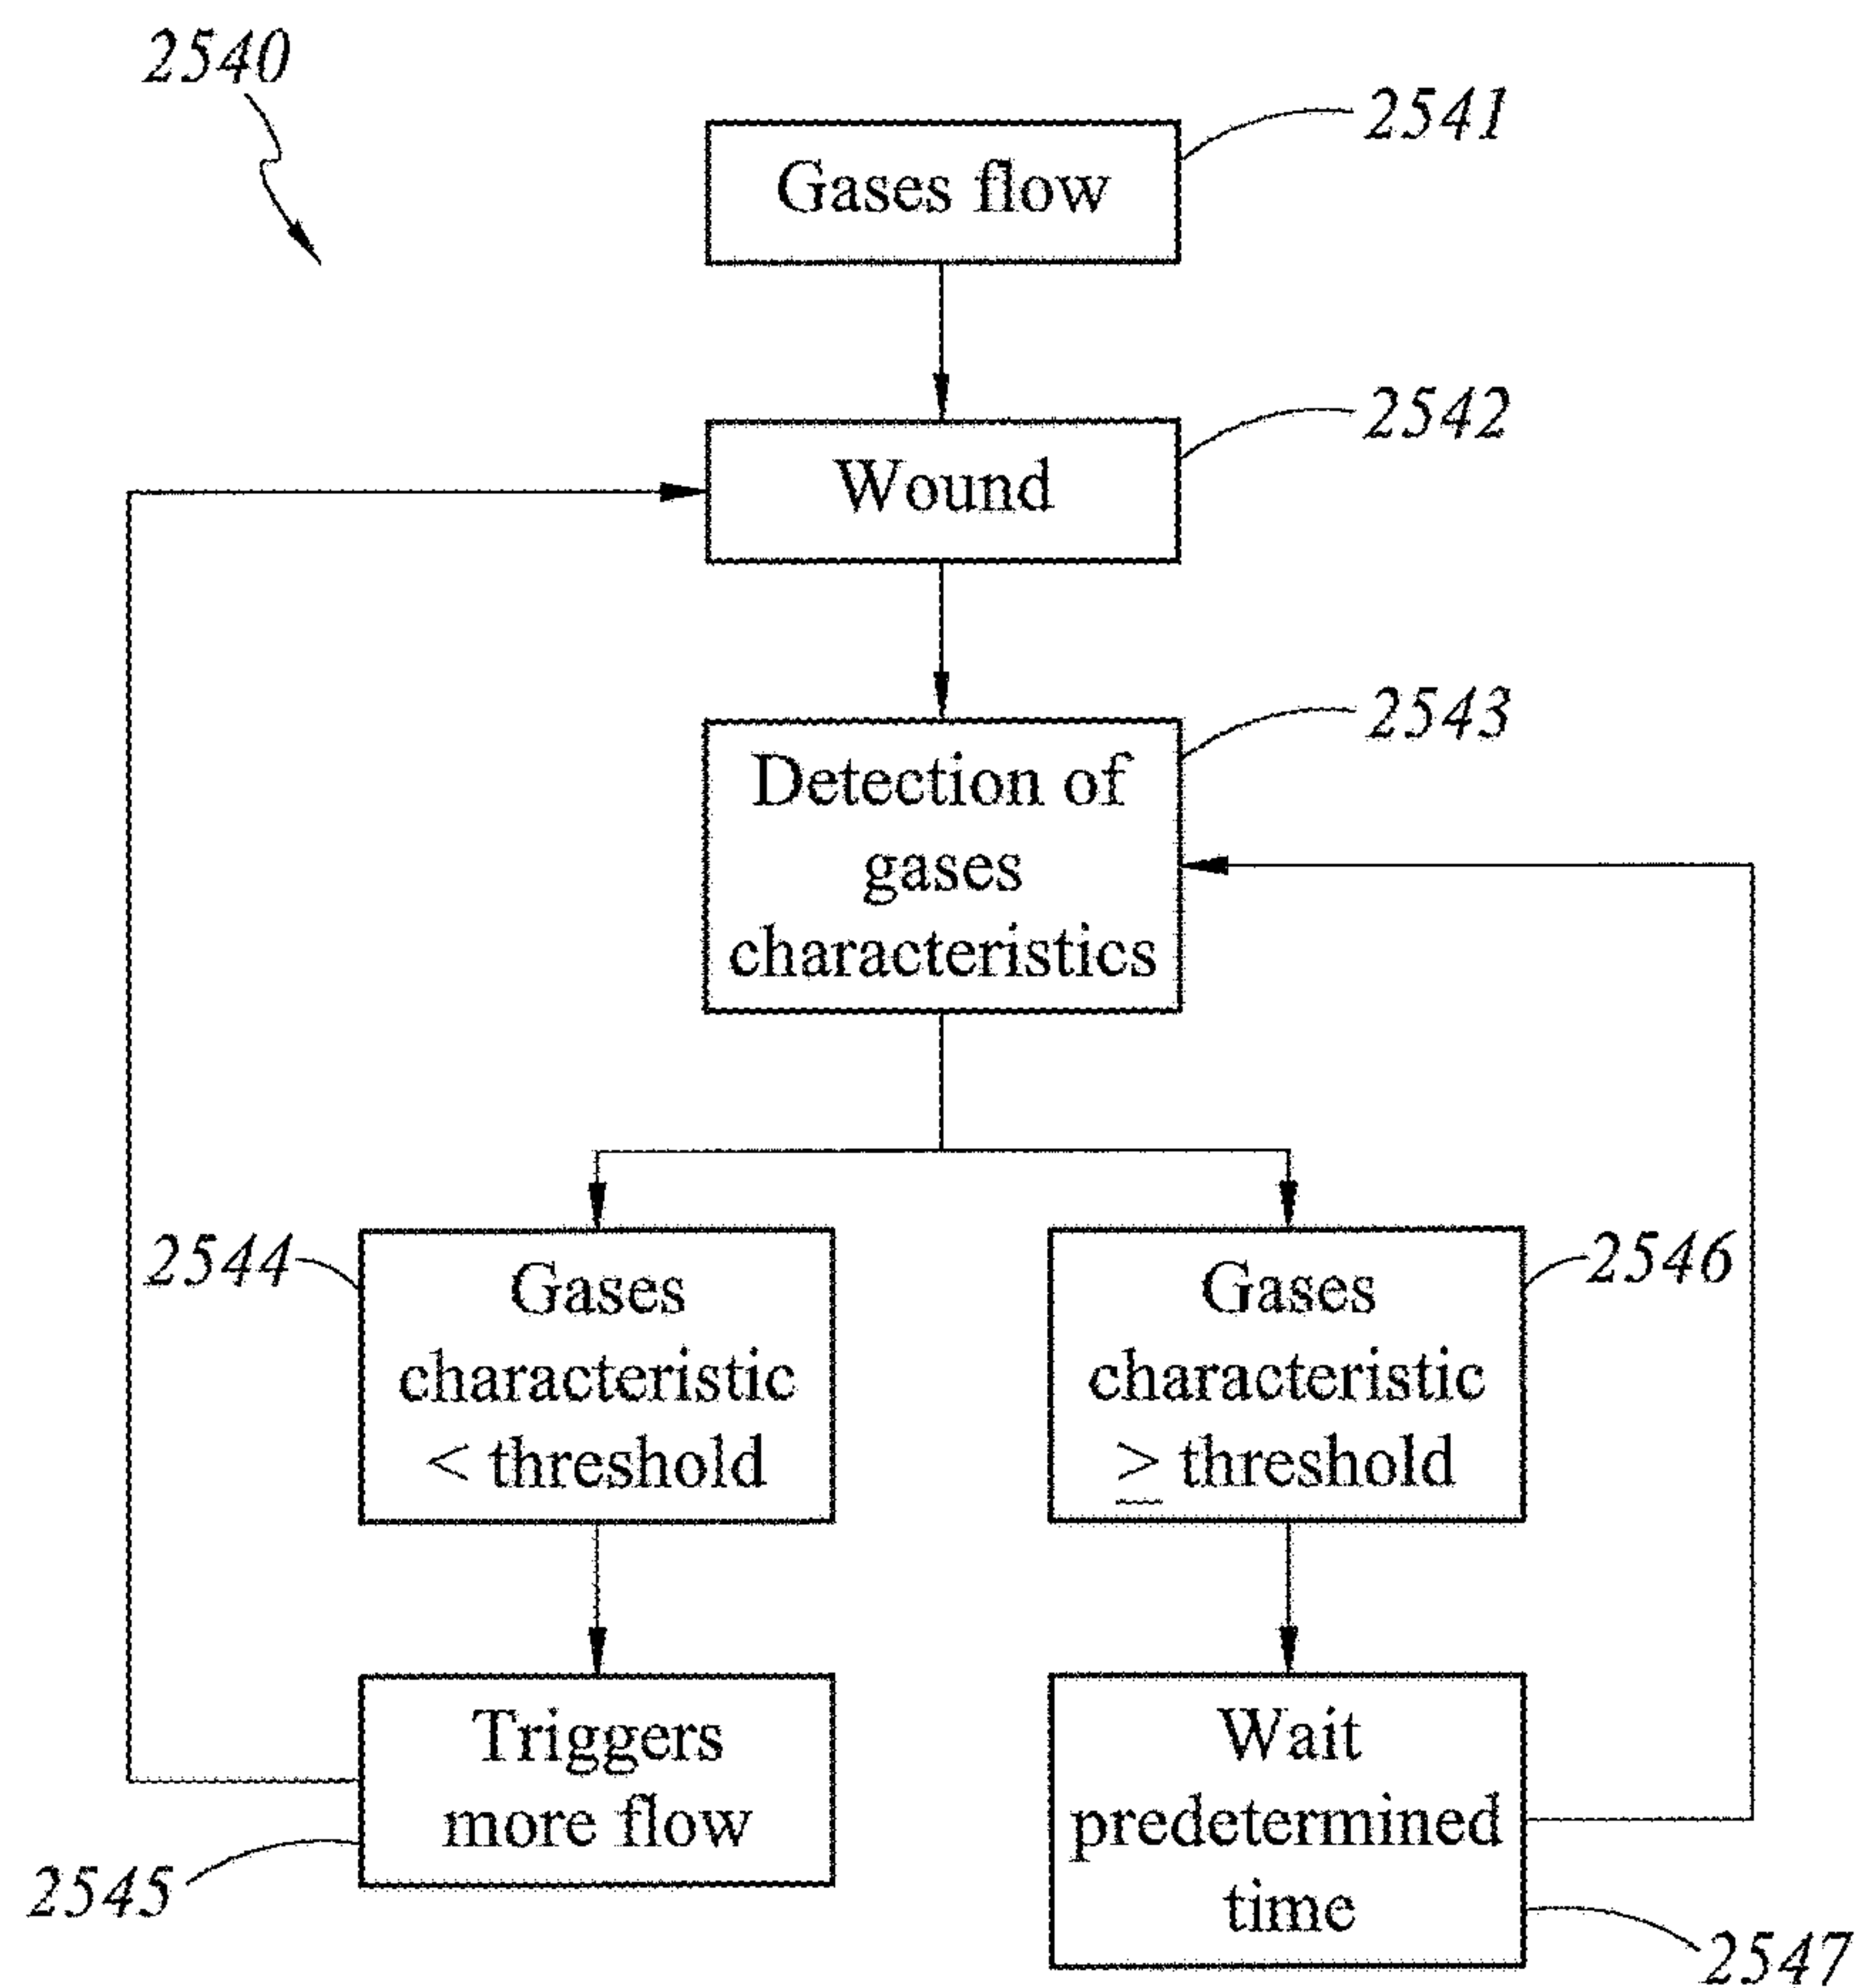 2540
2541
Gases flow
2542
Wound
2543
Detection of
gases
characteristics
2544
Gases
characteristic
< threshold
2546
Gases
characteristic
≥ threshold
Triggers
more flow
2545
Wait
predetermined
time
2547